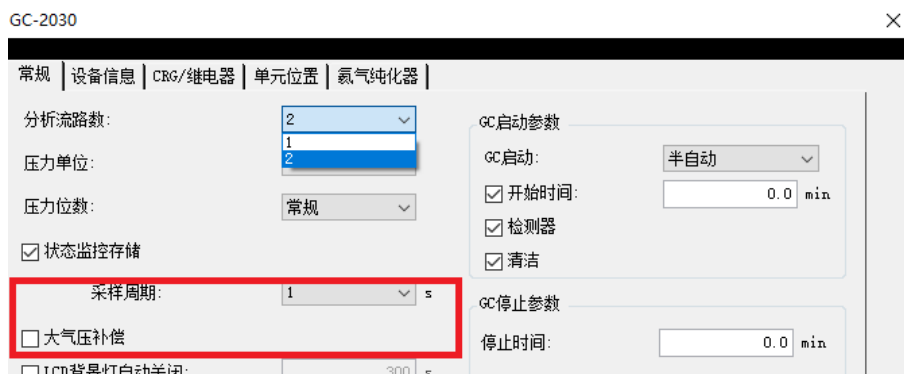 GC-2030
常规 设备信息 CRG/继电器 单元位置 氦气纯化器
分析流路数: 2
1
2
压力单位:
压力位数: 常规
状态监控存储
采样周期: 1 s
大气压补偿
LCD背景灯自动关闭: 300 s
GC启动参数
GC启动: 半自动
开始时间: 0.0 min
检测器
清洁
GC停止参数
停止时间: 0.0 min